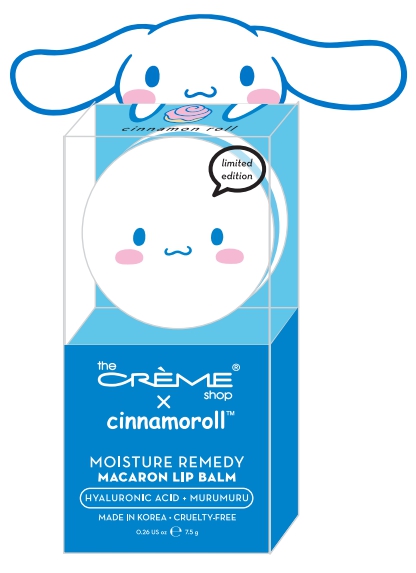 cinnamon roll
limited
edition
the
CRÈME®
shop
X
cinnamoroll™
MOISTURE REMEDY
MACARON LIP BALM
HYALURONIC ACID + MURUMURU
MADE IN KOREA • CRUELTY-FREE
0.26 US oz ℮ 7.5 g